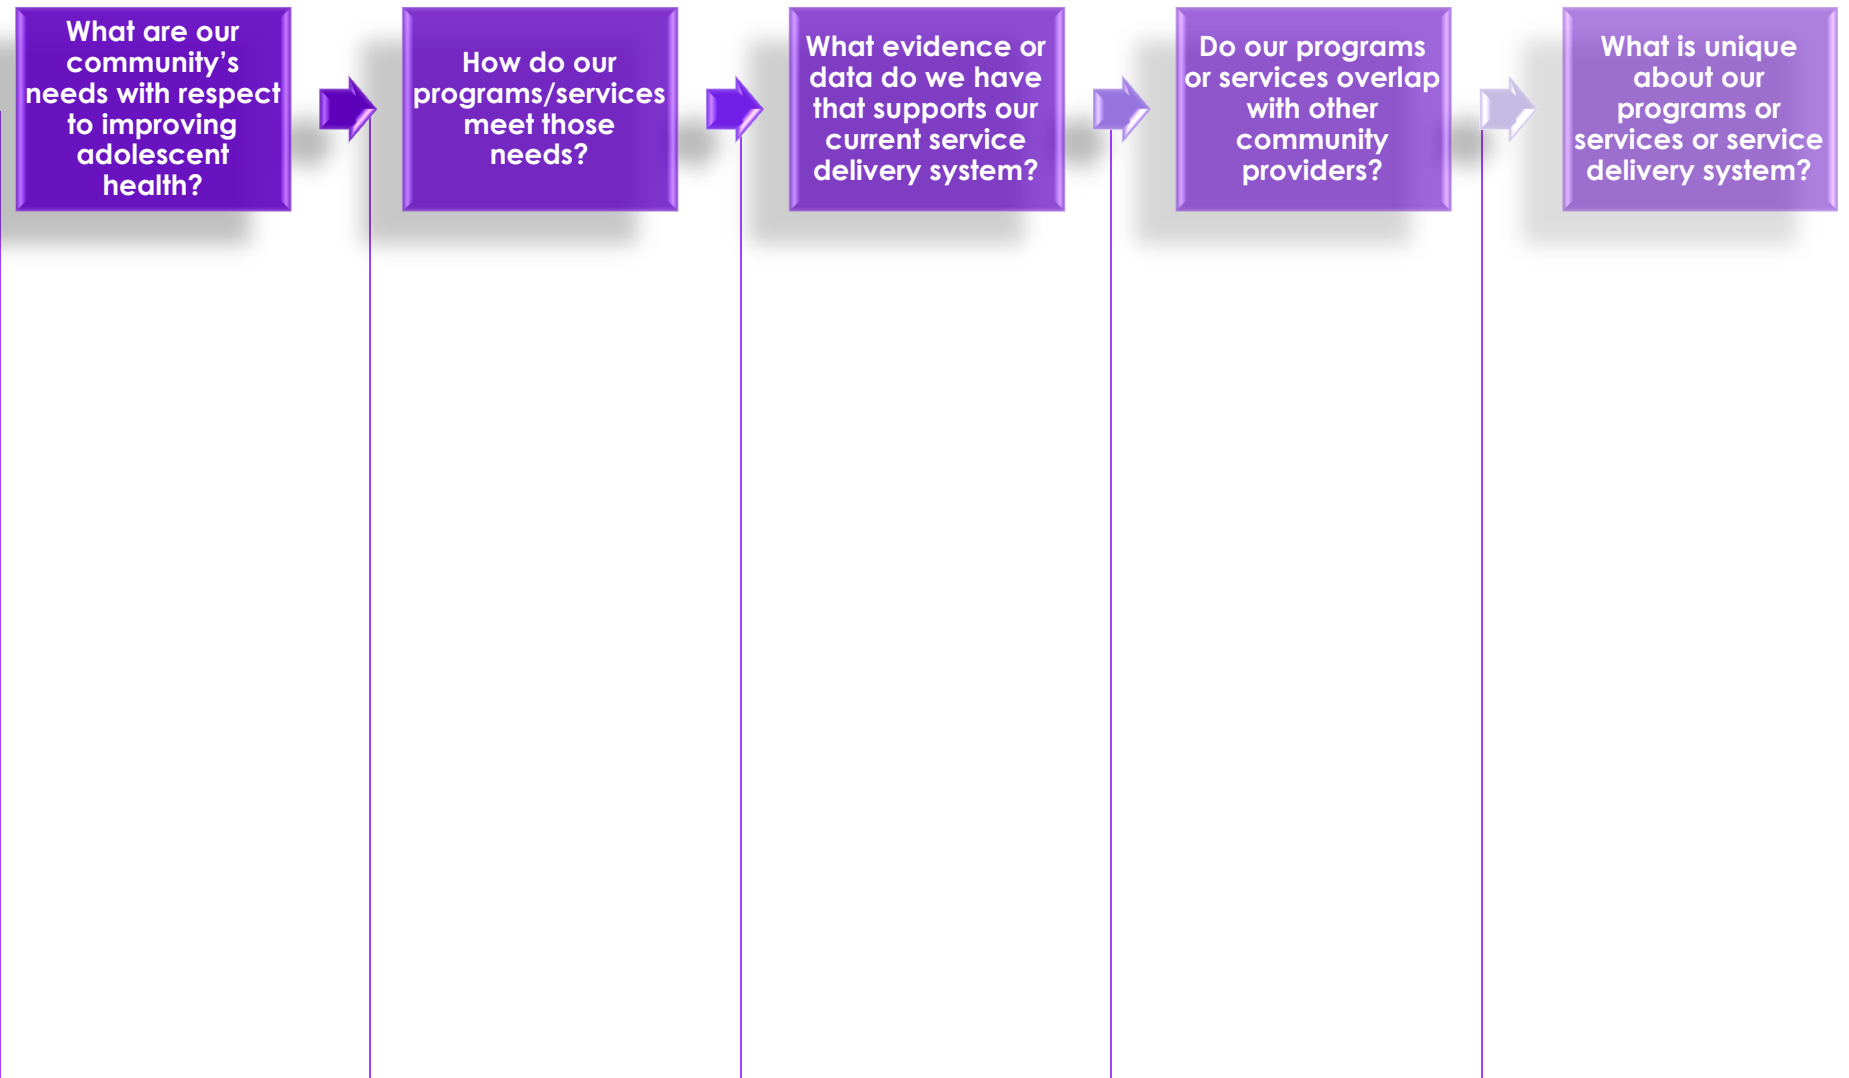 What are our
community’s
needs with respect
to improving
adolescent
health?
How do our
programs/services
meet those
needs?
What evidence or
data do we have
that supports our
current service
delivery system?
Do our programs
or services overlap
with other
community
providers?
What is unique
about our
programs or
services or service
delivery system?